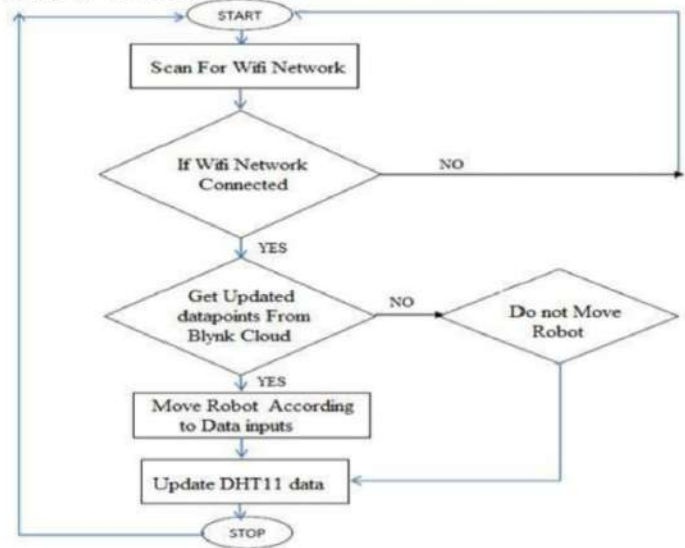 START
Scan For Wifi Network
If Wifi Network
Connected
NO
YES
Get Updated
datapoints From
Blynk Cloud
NO
Do not Move
Robot
YES
Move Robot According
to Data inputs
Update DHT11 data
STOP